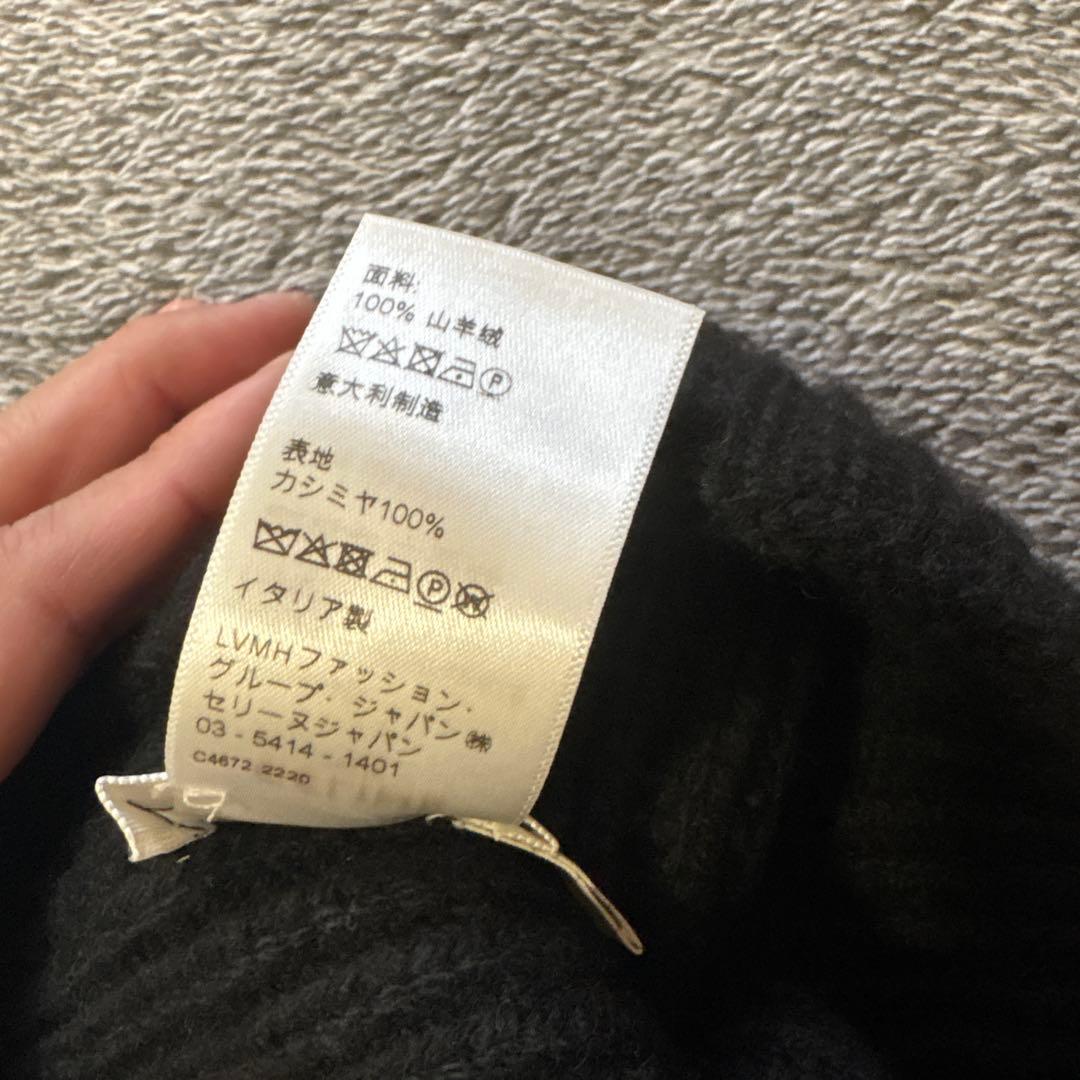 面料:
100% 山羊绒
意大利制造
表地
カシミヤ100%
イタリア製
LVMHファッション・
グループ・ジャパン㈱
セリーヌジャパン
03 - 5414 - 1401
C4672 2220